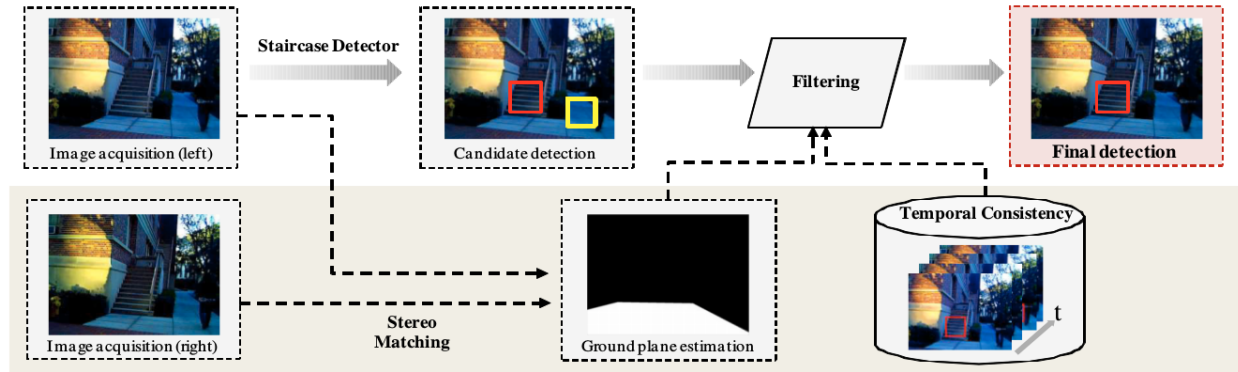 Staircase Detector
Image acquisition (left)
Candidate detection
Filtering
Final detection
Image acquisition (right)
Stereo
Matching
Ground plane estimation
Temporal Consistency
t